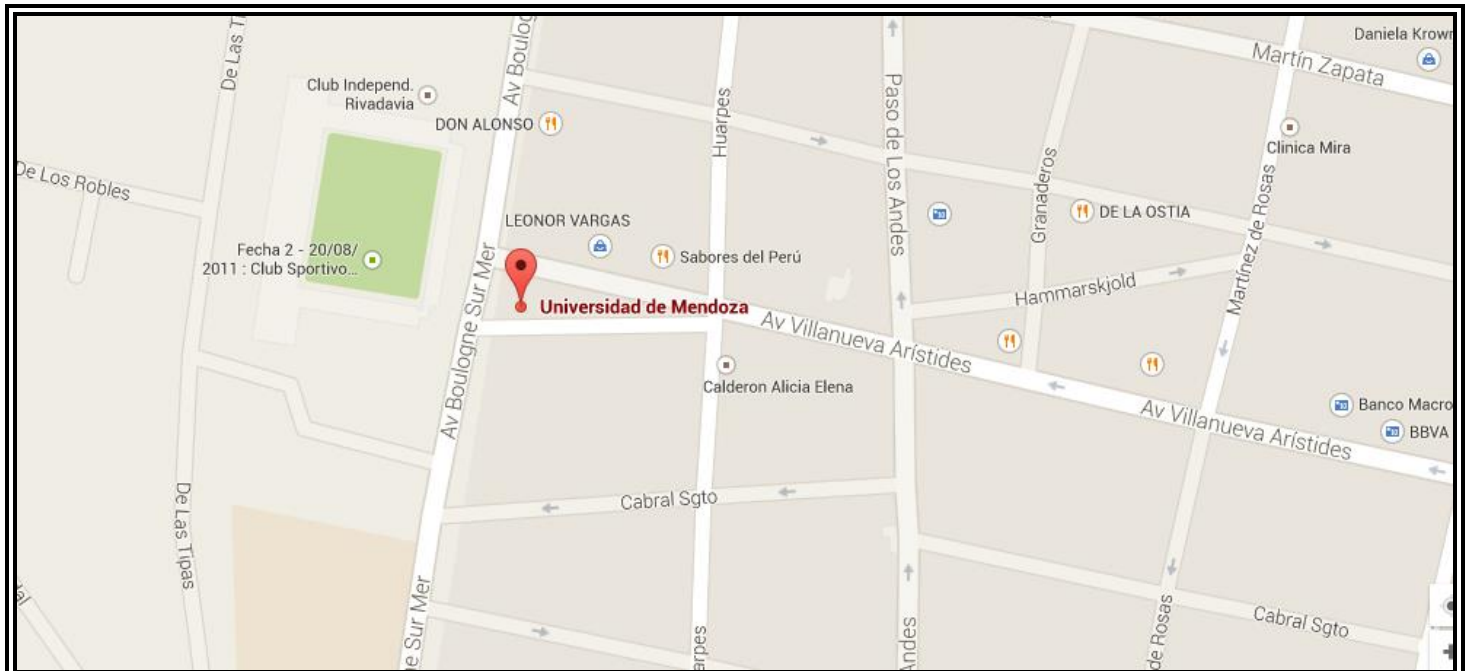 De Las T
Av Boulog
Daniela Krown
Martín Zapata
Club Independ.
Rivadavia
DON ALONSO
Huarpes
Paso de Los Andes
Clinica Mira
De Los Robles
Granaderos
LEONOR VARGAS
DE LA OSTIA
Martínez de Rosas
Fecha 2 - 20/08/
2011 : Club Sportivo...
Sabores del Perú
Av Boulogne Sur Mer
Universidad de Mendoza
Hammarskjold
Av Villanueva Arístides
Calderon Alicia Elena
Banco Macro
Av Villanueva Arístides
BBVA
De Las Tipas
Cabral Sgto
e Sur Mer
arpes
Andes
de Rosas
Cabral Sgto